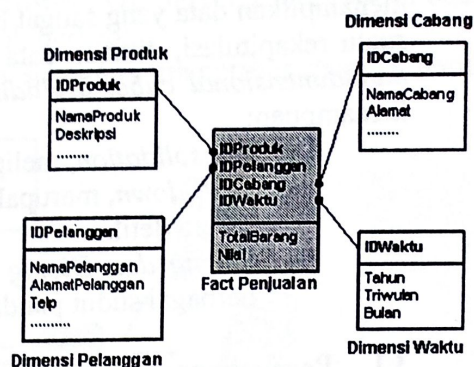 Dimensi Produk
IDProduk
NamaProduk
Deskripsi
.........
Dimensi Cabang
IDCabang
NamaCabang
Alamat
........
IDProduk
IDPelanggan
IDCabang
IDWaktu
TotalBarang
Nilai
Fact Penjualan
IDPelanggan
NamaPelanggan
AlamatPelanggan
Telp
..........
Dimensi Pelanggan
IDWaktu
Tahun
Triwulan
Bulan
Dimensi Waktu